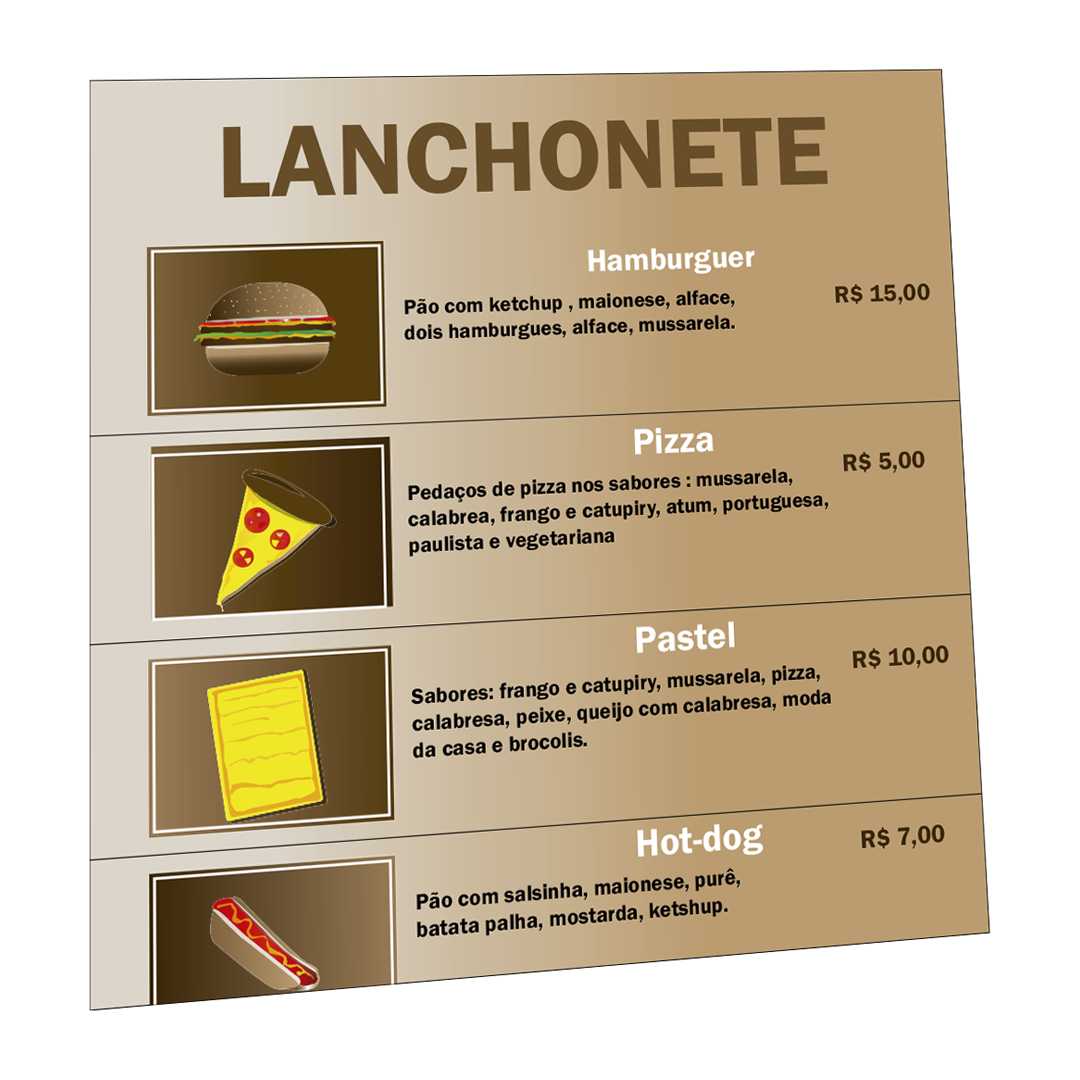 LANCHONETE
Hamburguer
Pão com ketchup , maionese, alface,
dois hamburgues, alface, mussarela.
R$ 15,00
Pizza
Pedaços de pizza nos sabores : mussarela,
calabrea, frango e catupiry, atum, portuguesa,
paulista e vegetariana
R$ 5,00
Pastel
Sabores: frango e catupiry, mussarela, pizza,
calabresa, peixe, queijo com calabresa, moda
da casa e brocolis.
R$ 10,00
Hot-dog
Pão com salsinha, maionese, purê,
batata palha, mostarda, ketshup.
R$ 7,00